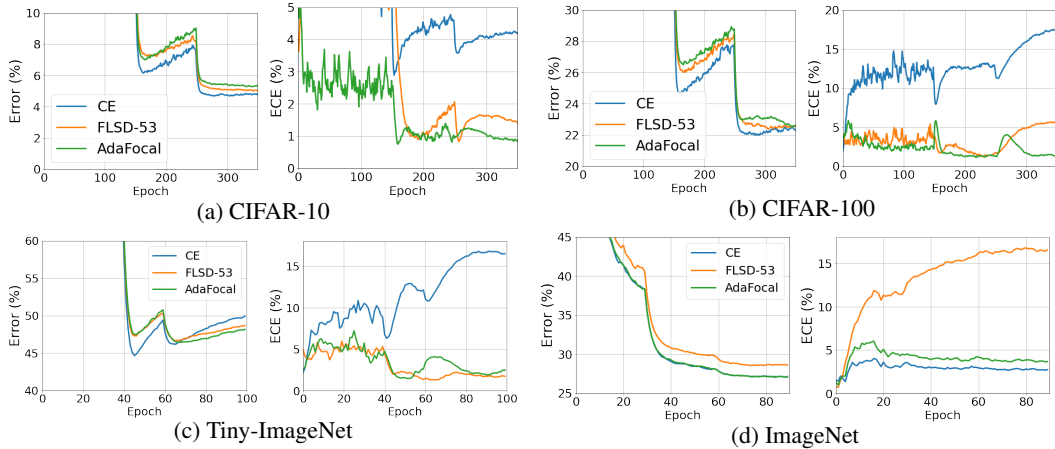 Error (%)
10
8
6
4
2
0
0
100
200
300
Epoch
CE
FLSD-53
AdaFocal
ECE (%)
5
4
3
2
1
0
0
100
200
300
Epoch
(a) CIFAR-10
Error (%)
30
28
26
24
22
20
0
100
200
300
Epoch
CE
FLSD-53
AdaFocal
ECE (%)
15
10
5
0
0
50
100
150
200
250
300
350
Epoch
(b) CIFAR-100
Error (%)
60
55
50
45
40
0
20
40
60
80
100
Epoch
CE
FLSD-53
AdaFocal
ECE (%)
15
10
5
0
0
20
40
60
80
100
Epoch
(c) Tiny-ImageNet
Error (%)
45
40
35
30
25
0
20
40
60
80
Epoch
CE
FLSD-53
AdaFocal
ECE (%)
15
10
5
0
0
20
40
60
80
Epoch
(d) ImageNet